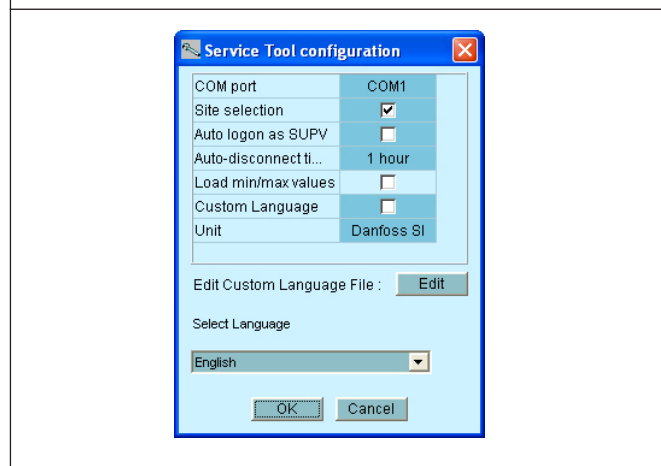 Service Tool configuration
COM port COM1
Site selection
Auto logon as SUPV
Auto-disconnect ti... 1 hour
Load min/max values
Custom Language
Unit Danfoss SI
Edit Custom Language File : Edit
Select Language
English
OK Cancel